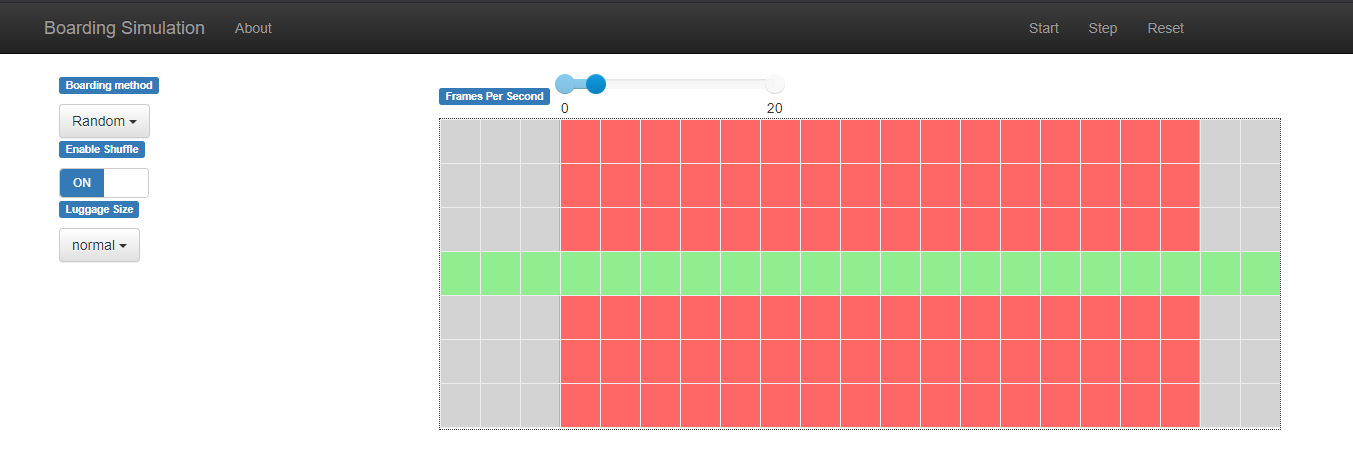 Boarding Simulation About Start Step Reset
Boarding method
Random
Enable Shuffle
ON
Luggage Size
normal
Frames Per Second
0 20